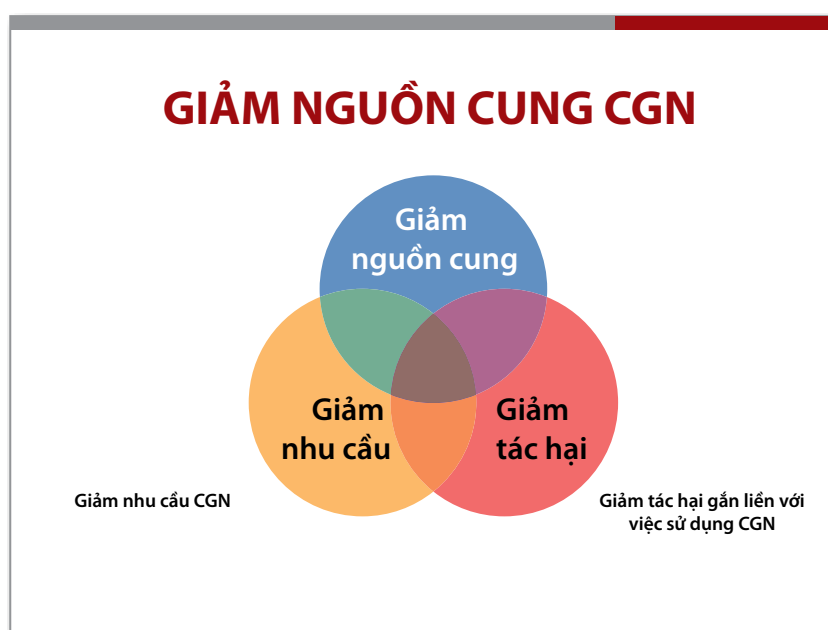 GIẢM NGUỒN CUNG CGN
Giảm
nguồn cung
Giảm
nhu cầu
Giảm
tác hại
Giảm nhu cầu CGN
Giảm tác hại gắn liền với
việc sử dụng CGN